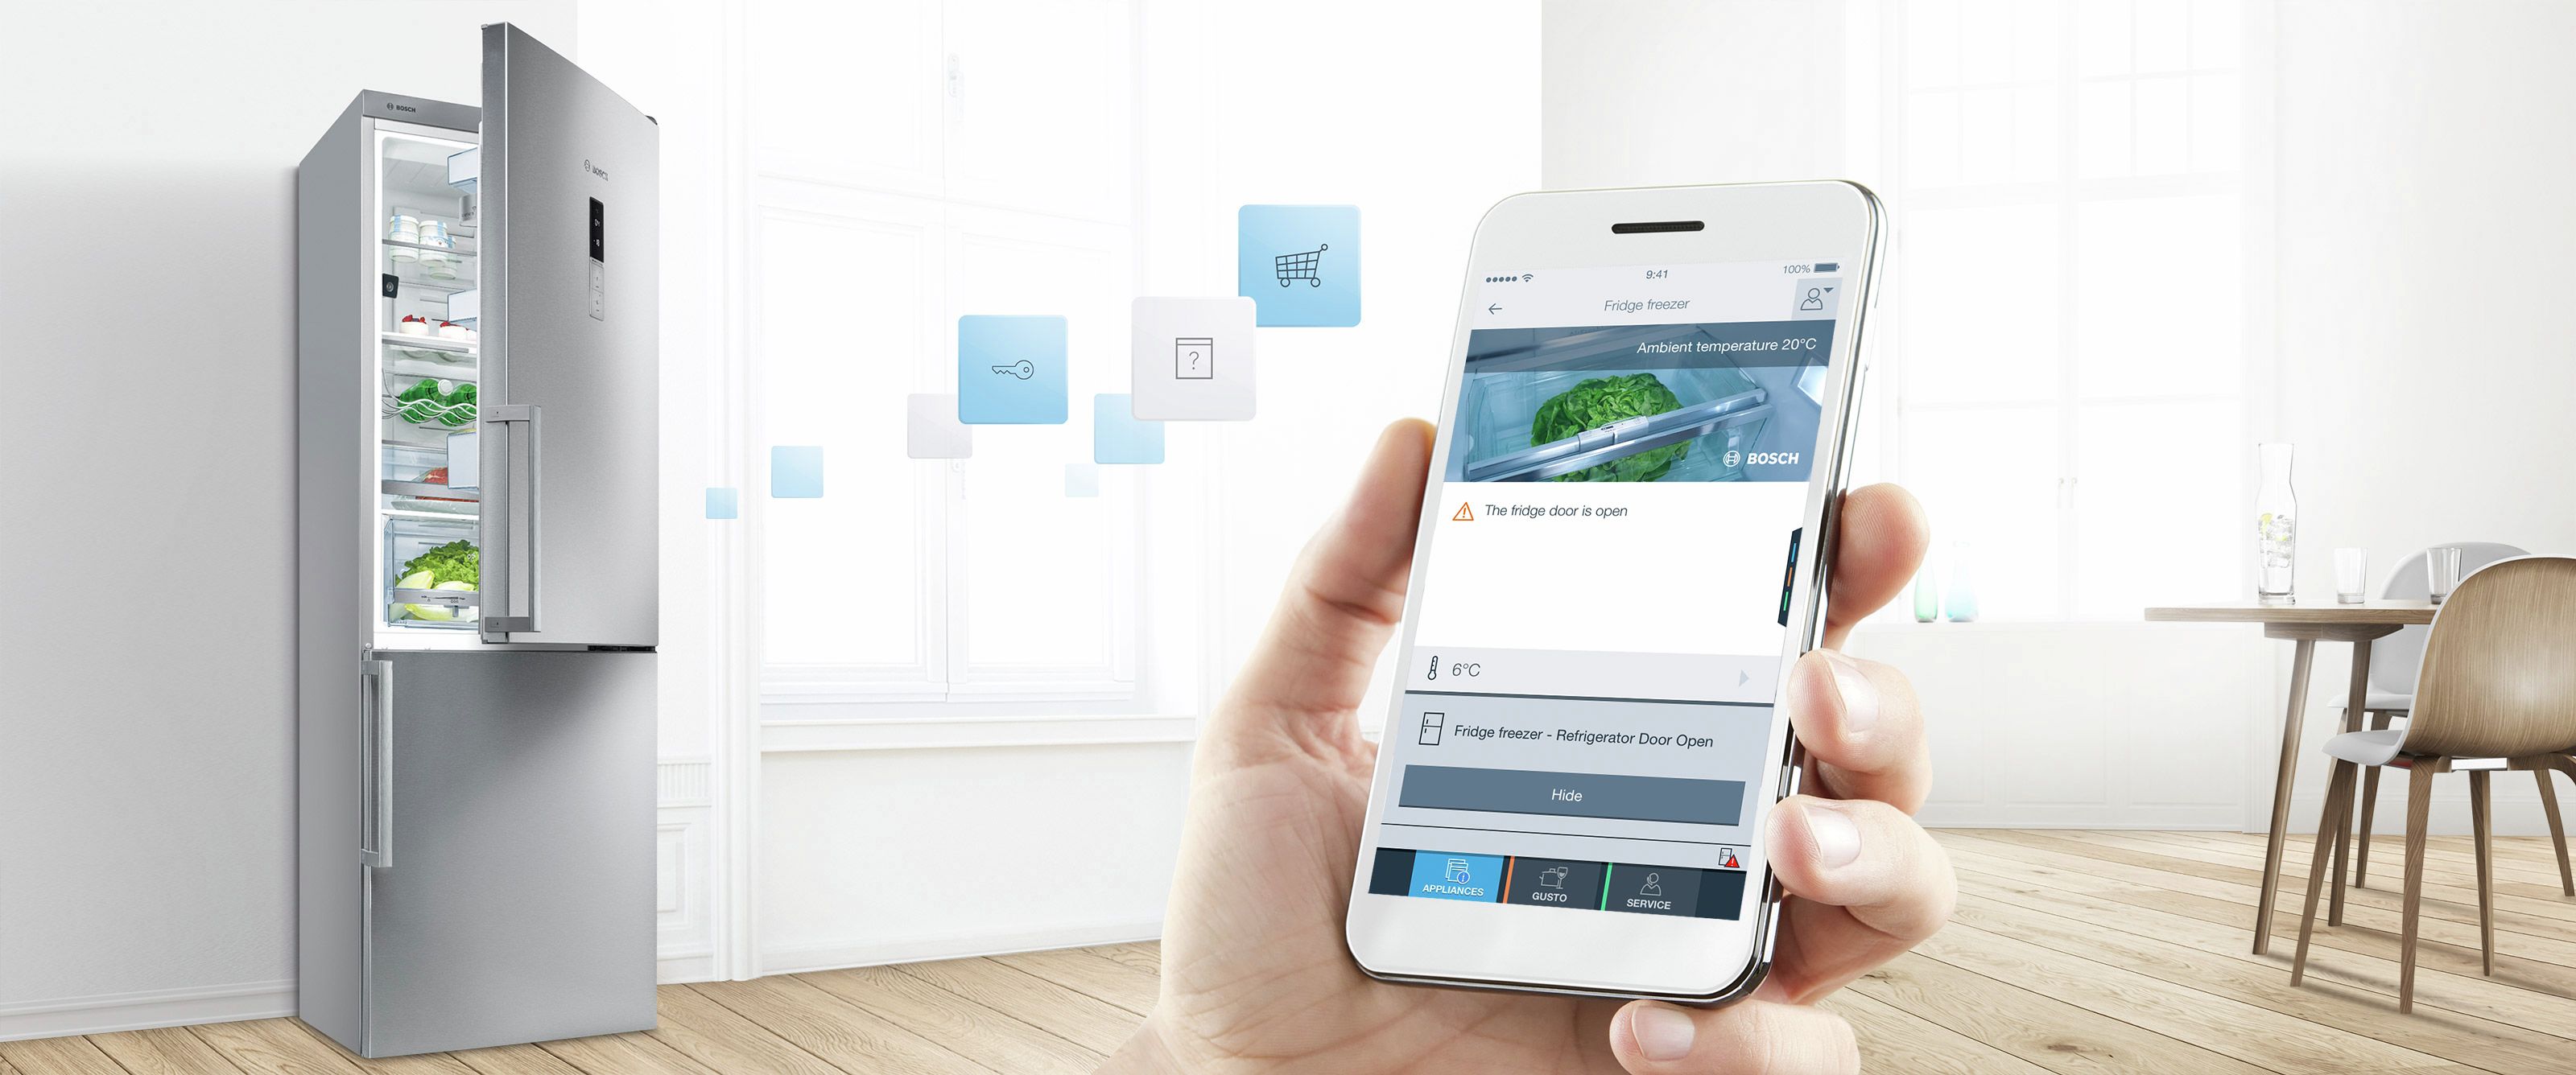 BOSCH
BOSCH
9:41
100%
Fridge freezer
Ambient temperature 20°C
BOSCH
The fridge door is open
6°C
Fridge freezer - Refrigerator Door Open
Hide
APPLIANCES
GUSTO
SERVICE
?